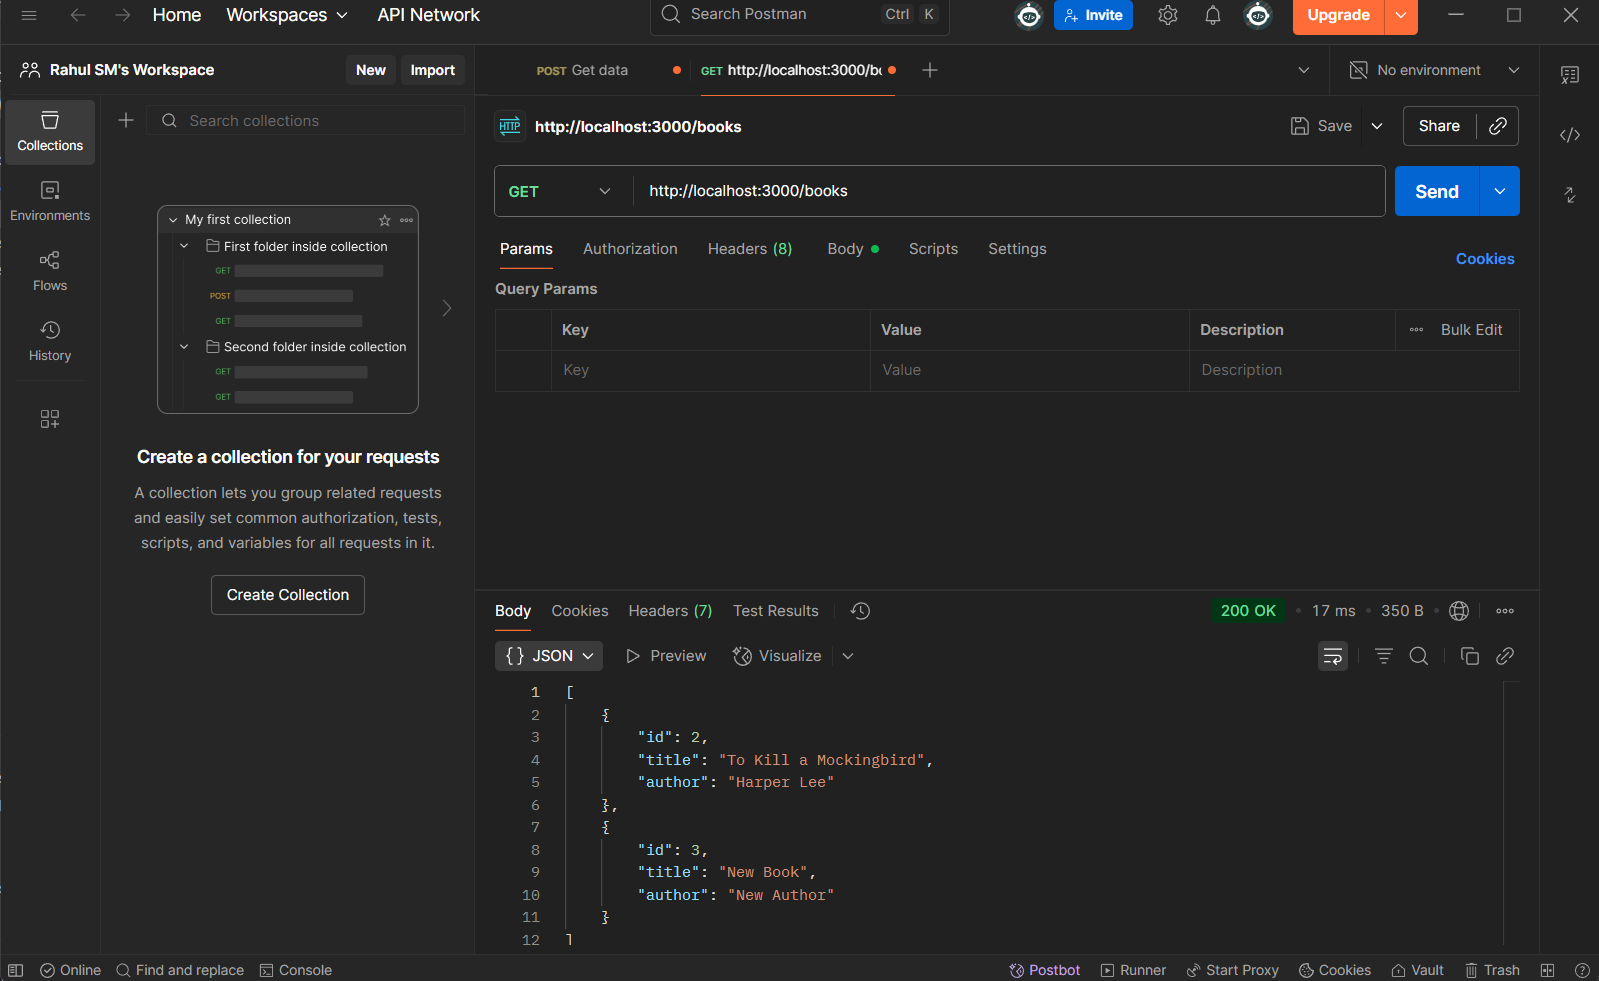 Home Workspaces API Network Search Postman Ctrl K Invite Upgrade
Rahul SM's Workspace New Import POST Get data GET http://localhost:3000/bo No environment
Search collections
Collections
Environments
Flows
History
My first collection
First folder inside collection
GET
POST
GET
Second folder inside collection
GET
GET
Create a collection for your requests
A collection lets you group related requests
and easily set common authorization, tests,
scripts, and variables for all requests in it.
Create Collection
HTTP http://localhost:3000/books Save Share
GET http://localhost:3000/books Send
Params Authorization Headers (8) Body Scripts Settings Cookies
Query Params
Key Value Description Bulk Edit
Key Value Description
Body Cookies Headers (7) Test Results 200 OK • 17 ms • 350 B •
{} JSON Preview Visualize
1 [
2 {
3 "id": 2,
4 "title": "To Kill a Mockingbird",
5 "author": "Harper Lee"
6 },
7 {
8 "id": 3,
9 "title": "New Book",
10 "author": "New Author"
11 }
12 ]
Online Find and replace Console Postbot Runner Start Proxy Cookies Vault Trash